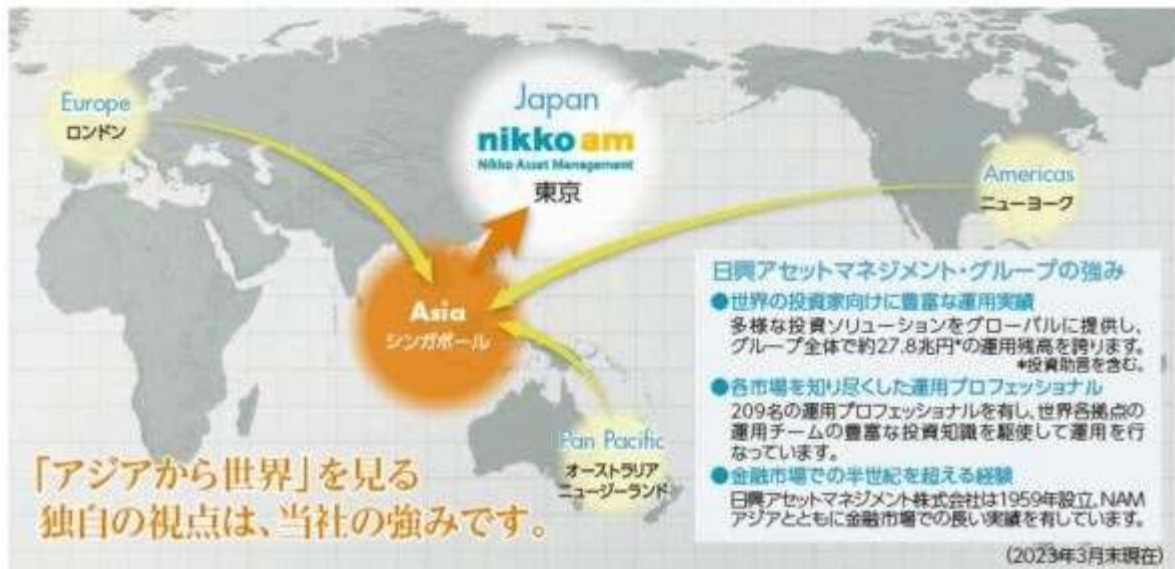 Europe
ロンドン
Japan
nikko am
Nikko Asset Management
東京
Americas
ニューヨーク
Asia
シンガポール
Pan Pacific
オーストラリア
ニュージーランド
「アジアから世界」を見る
独自の視点は、当社の強みです。
日興アセットマネジメント・グループの強み
●世界の投資家向けに豊富な運用実績
多様な投資ソリューションをグローバルに提供し、
グループ全体で約27.8兆円*の運用残高を誇ります。
*投資助言を含む。
●各市場を知り尽くした運用プロフェッショナル
209名の運用プロフェッショナルを有し、世界各拠点の
運用チームの豊富な投資知識を駆使して運用を行
なっています。
●金融市場での半世紀を超える経験
日興アセットマネジメント株式会社は1959年設立、NAM
アジアとともに金融市場での長い実績を有しています。
(2023年3月末現在)